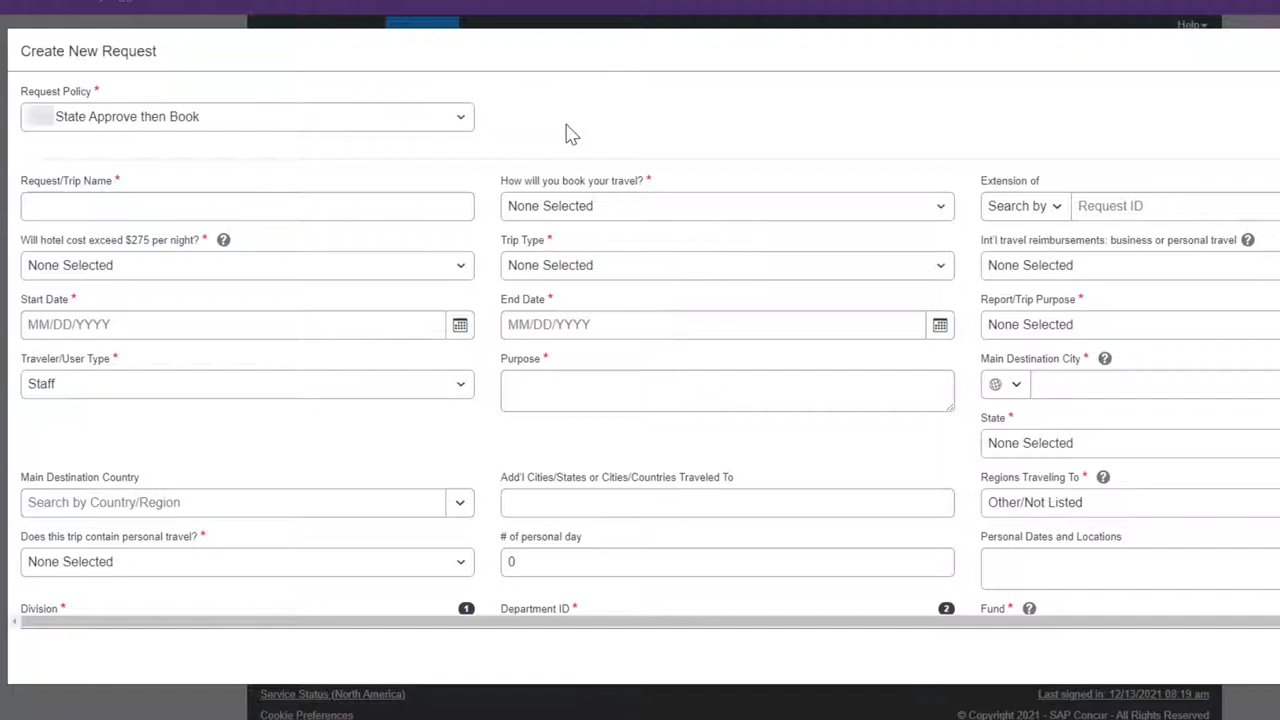 Help
Create New Request
Request Policy *
State Approve then Book
Request/Trip Name *
How will you book your travel? *
Extension of
None Selected
Search by
Request ID
Will hotel cost exceed $275 per night? * ?
Trip Type *
Int'l travel reimbursements: business or personal travel ?
None Selected
None Selected
None Selected
Start Date *
End Date *
Report/Trip Purpose *
MM/DD/YYYY
MM/DD/YYYY
None Selected
Traveler/User Type *
Purpose *
Main Destination City * ?
Staff
State *
None Selected
Main Destination Country
Add'l Cities/States or Cities/Countries Traveled To
Regions Traveling To * ?
Search by Country/Region
Other/Not Listed
Does this trip contain personal travel? *
# of personal day
Personal Dates and Locations
None Selected
0
Division * 1
Department ID * 2
Fund * ?
Service Status (North America)
Last signed in: 12/13/2021 08:19 am
Cookie Preferences
© Copyright 2021 - SAP Concur - All Rights Reserved